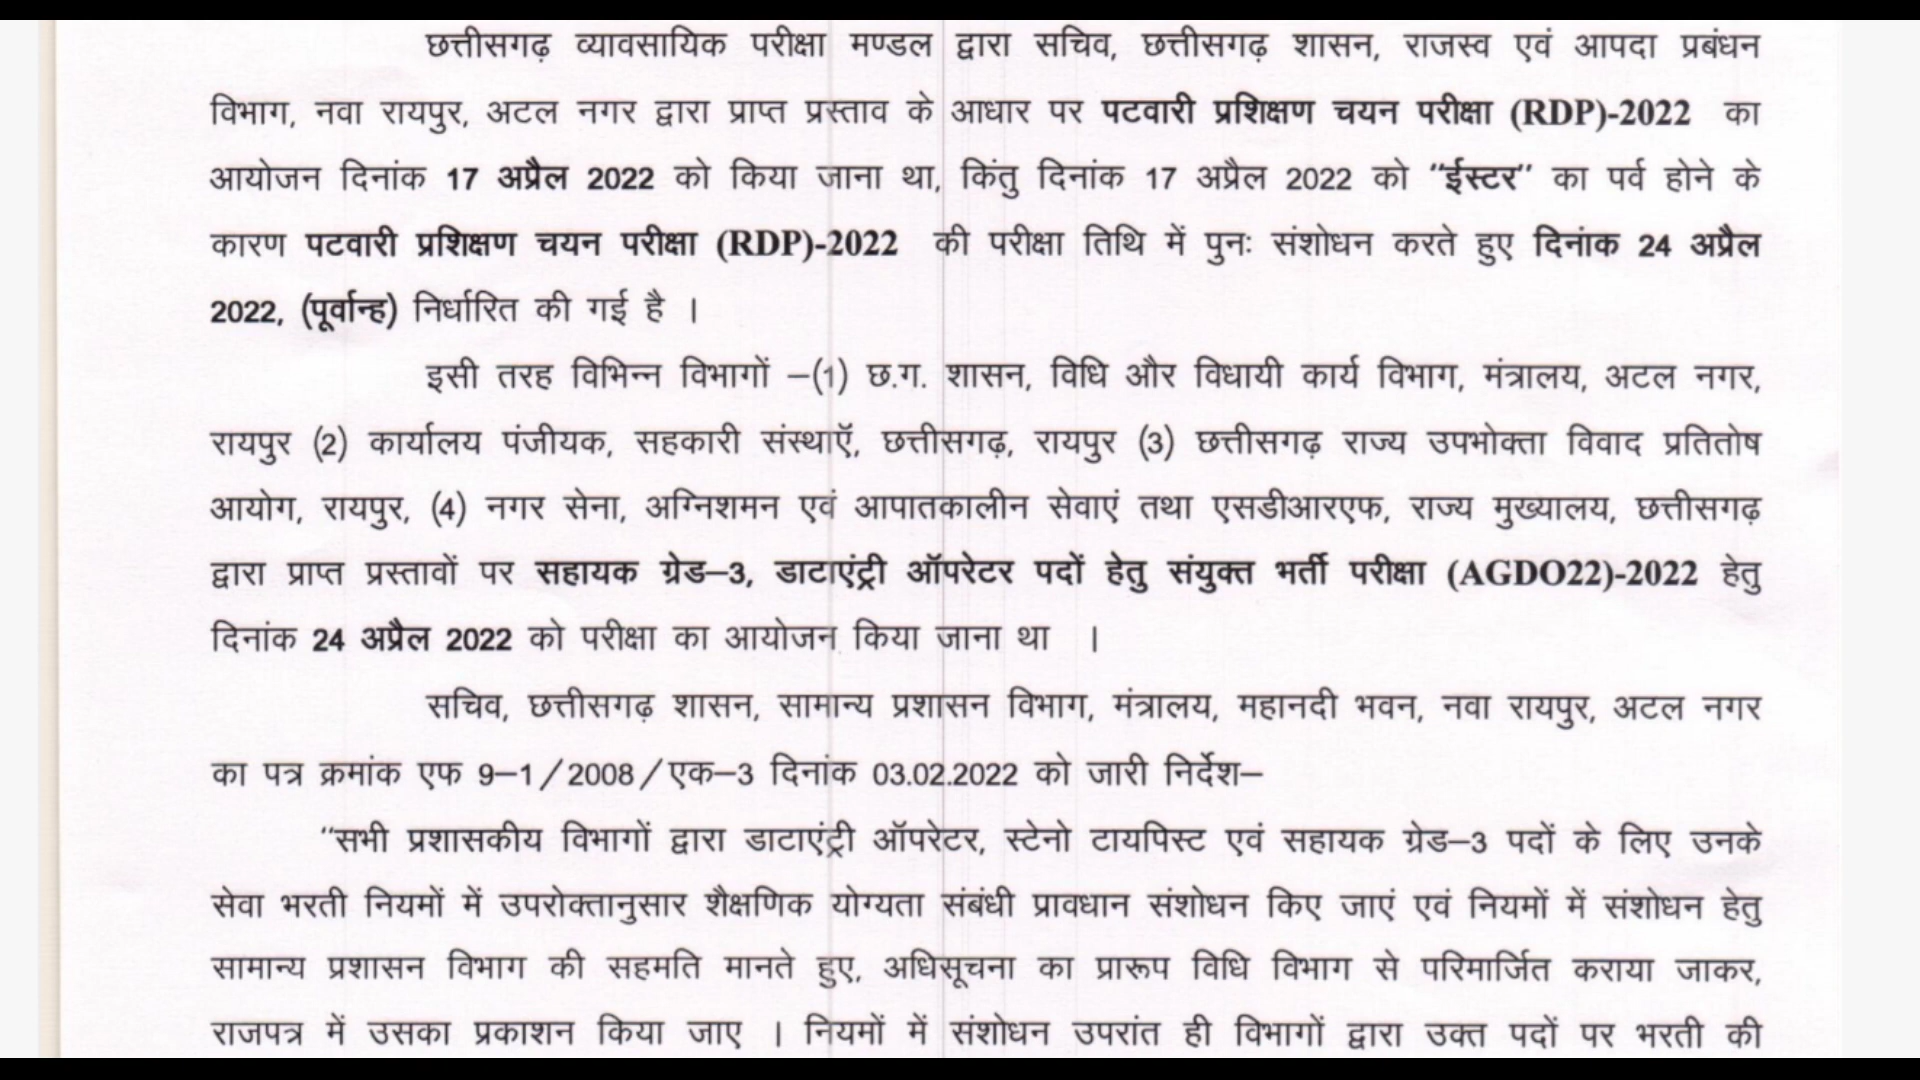 छत्तीसगढ़ व्यावसायिक परीक्षा मण्डल द्वारा सचिव, छत्तीसगढ़ शासन, राजस्व एवं आपदा प्रबंधन
विभाग, नवा रायपुर, अटल नगर द्वारा प्राप्त प्रस्ताव के आधार पर पटवारी प्रशिक्षण चयन परीक्षा (RDP)-2022 का
आयोजन दिनांक 17 अप्रैल 2022 को किया जाना था, किंतु दिनांक 17 अप्रैल 2022 को "ईस्टर" का पर्व होने के
कारण पटवारी प्रशिक्षण चयन परीक्षा (RDP)-2022 की परीक्षा तिथि में पुनः संशोधन करते हुए दिनांक 24 अप्रैल
2022, (पूर्वान्ह) निर्धारित की गई है ।
इसी तरह विभिन्न विभागों –(1) छ.ग. शासन, विधि और विधायी कार्य विभाग, मंत्रालय, अटल नगर,
रायपुर (2) कार्यालय पंजीयक, सहकारी संस्थाऍ, छत्तीसगढ़, रायपुर (3) छत्तीसगढ़ राज्य उपभोक्ता विवाद प्रतितोष
आयोग, रायपुर, (4) नगर सेना, अग्निशमन एवं आपातकालीन सेवाएं तथा एसडीआरएफ, राज्य मुख्यालय, छत्तीसगढ़
द्वारा प्राप्त प्रस्तावों पर सहायक ग्रेड–3, डाटाएंट्री ऑपरेटर पदों हेतु संयुक्त भर्ती परीक्षा (AGDO22)-2022 हेतु
दिनांक 24 अप्रैल 2022 को परीक्षा का आयोजन किया जाना था ।
सचिव, छत्तीसगढ़ शासन, सामान्य प्रशासन विभाग, मंत्रालय, महानदी भवन, नवा रायपुर, अटल नगर
का पत्र क्रमांक एफ 9–1/2008/एक–3 दिनांक 03.02.2022 को जारी निर्देश–
"सभी प्रशासकीय विभागों द्वारा डाटाएंट्री ऑपरेटर, स्टेनो टायपिस्ट एवं सहायक ग्रेड–3 पदों के लिए उनके
सेवा भरती नियमों में उपरोक्तानुसार शैक्षणिक योग्यता संबंधी प्रावधान संशोधन किए जाएं एवं नियमों में संशोधन हेतु
सामान्य प्रशासन विभाग की सहमति मानते हुए, अधिसूचना का प्रारूप विधि विभाग से परिमार्जित कराया जाकर,
राजपत्र में उसका प्रकाशन किया जाए । नियमों में संशोधन उपरांत ही विभागों द्वारा उक्त पदों पर भरती की